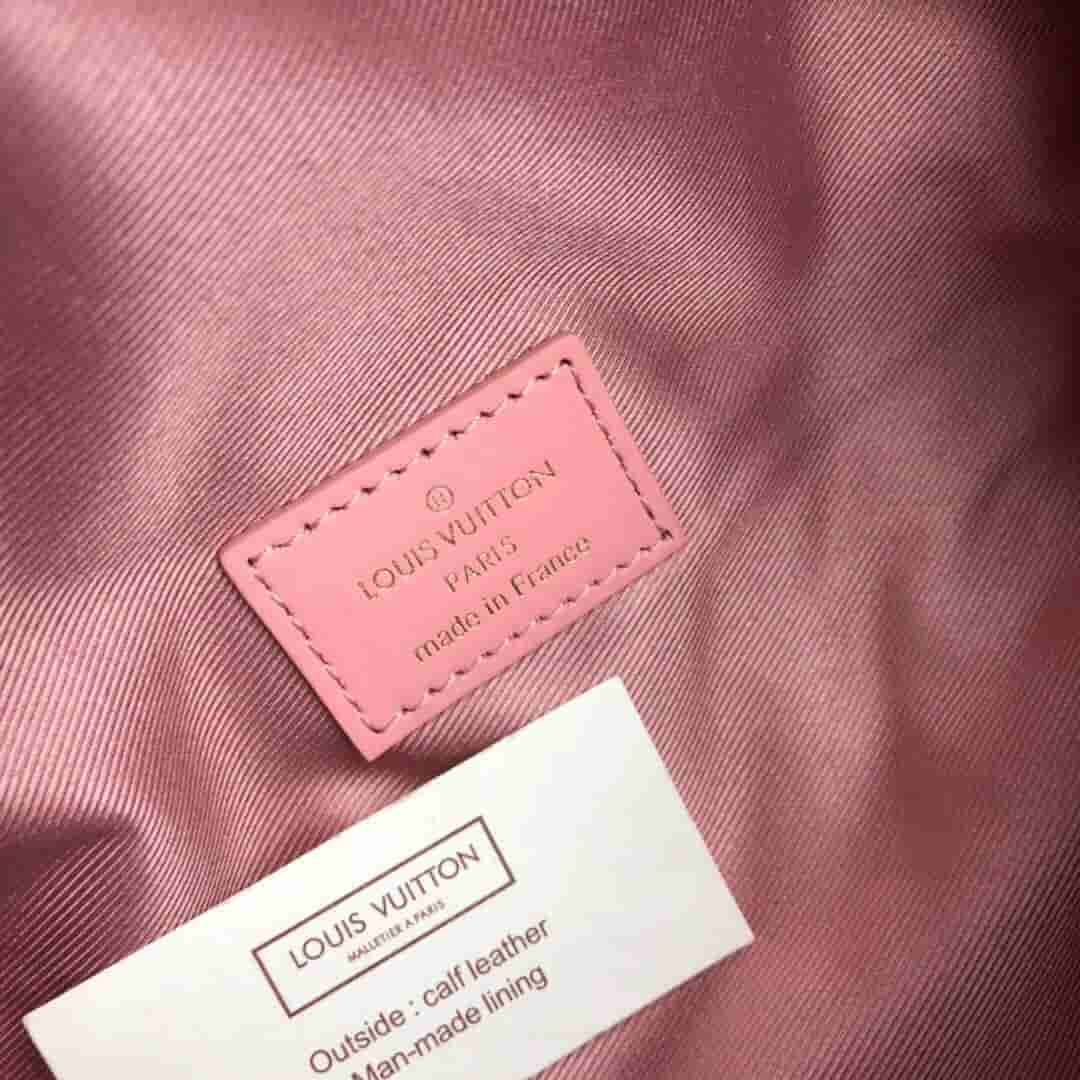 ®
LOUIS VUITTON
PARIS
made in France
LOUIS VUITTON
MALLETIER A PARIS
Outside : calf leather
Man-made lining